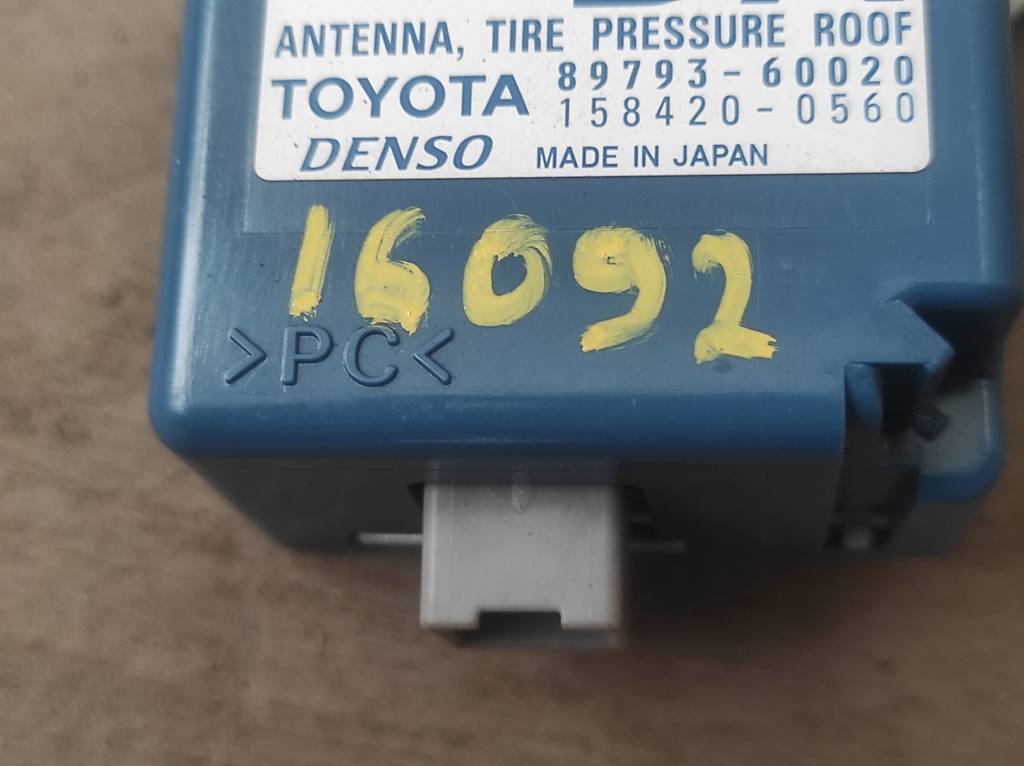 ANTENNA, TIRE PRESSURE ROOF
TOYOTA 89793-60020
158420-0560
DENSO MADE IN JAPAN
16092
>PC<